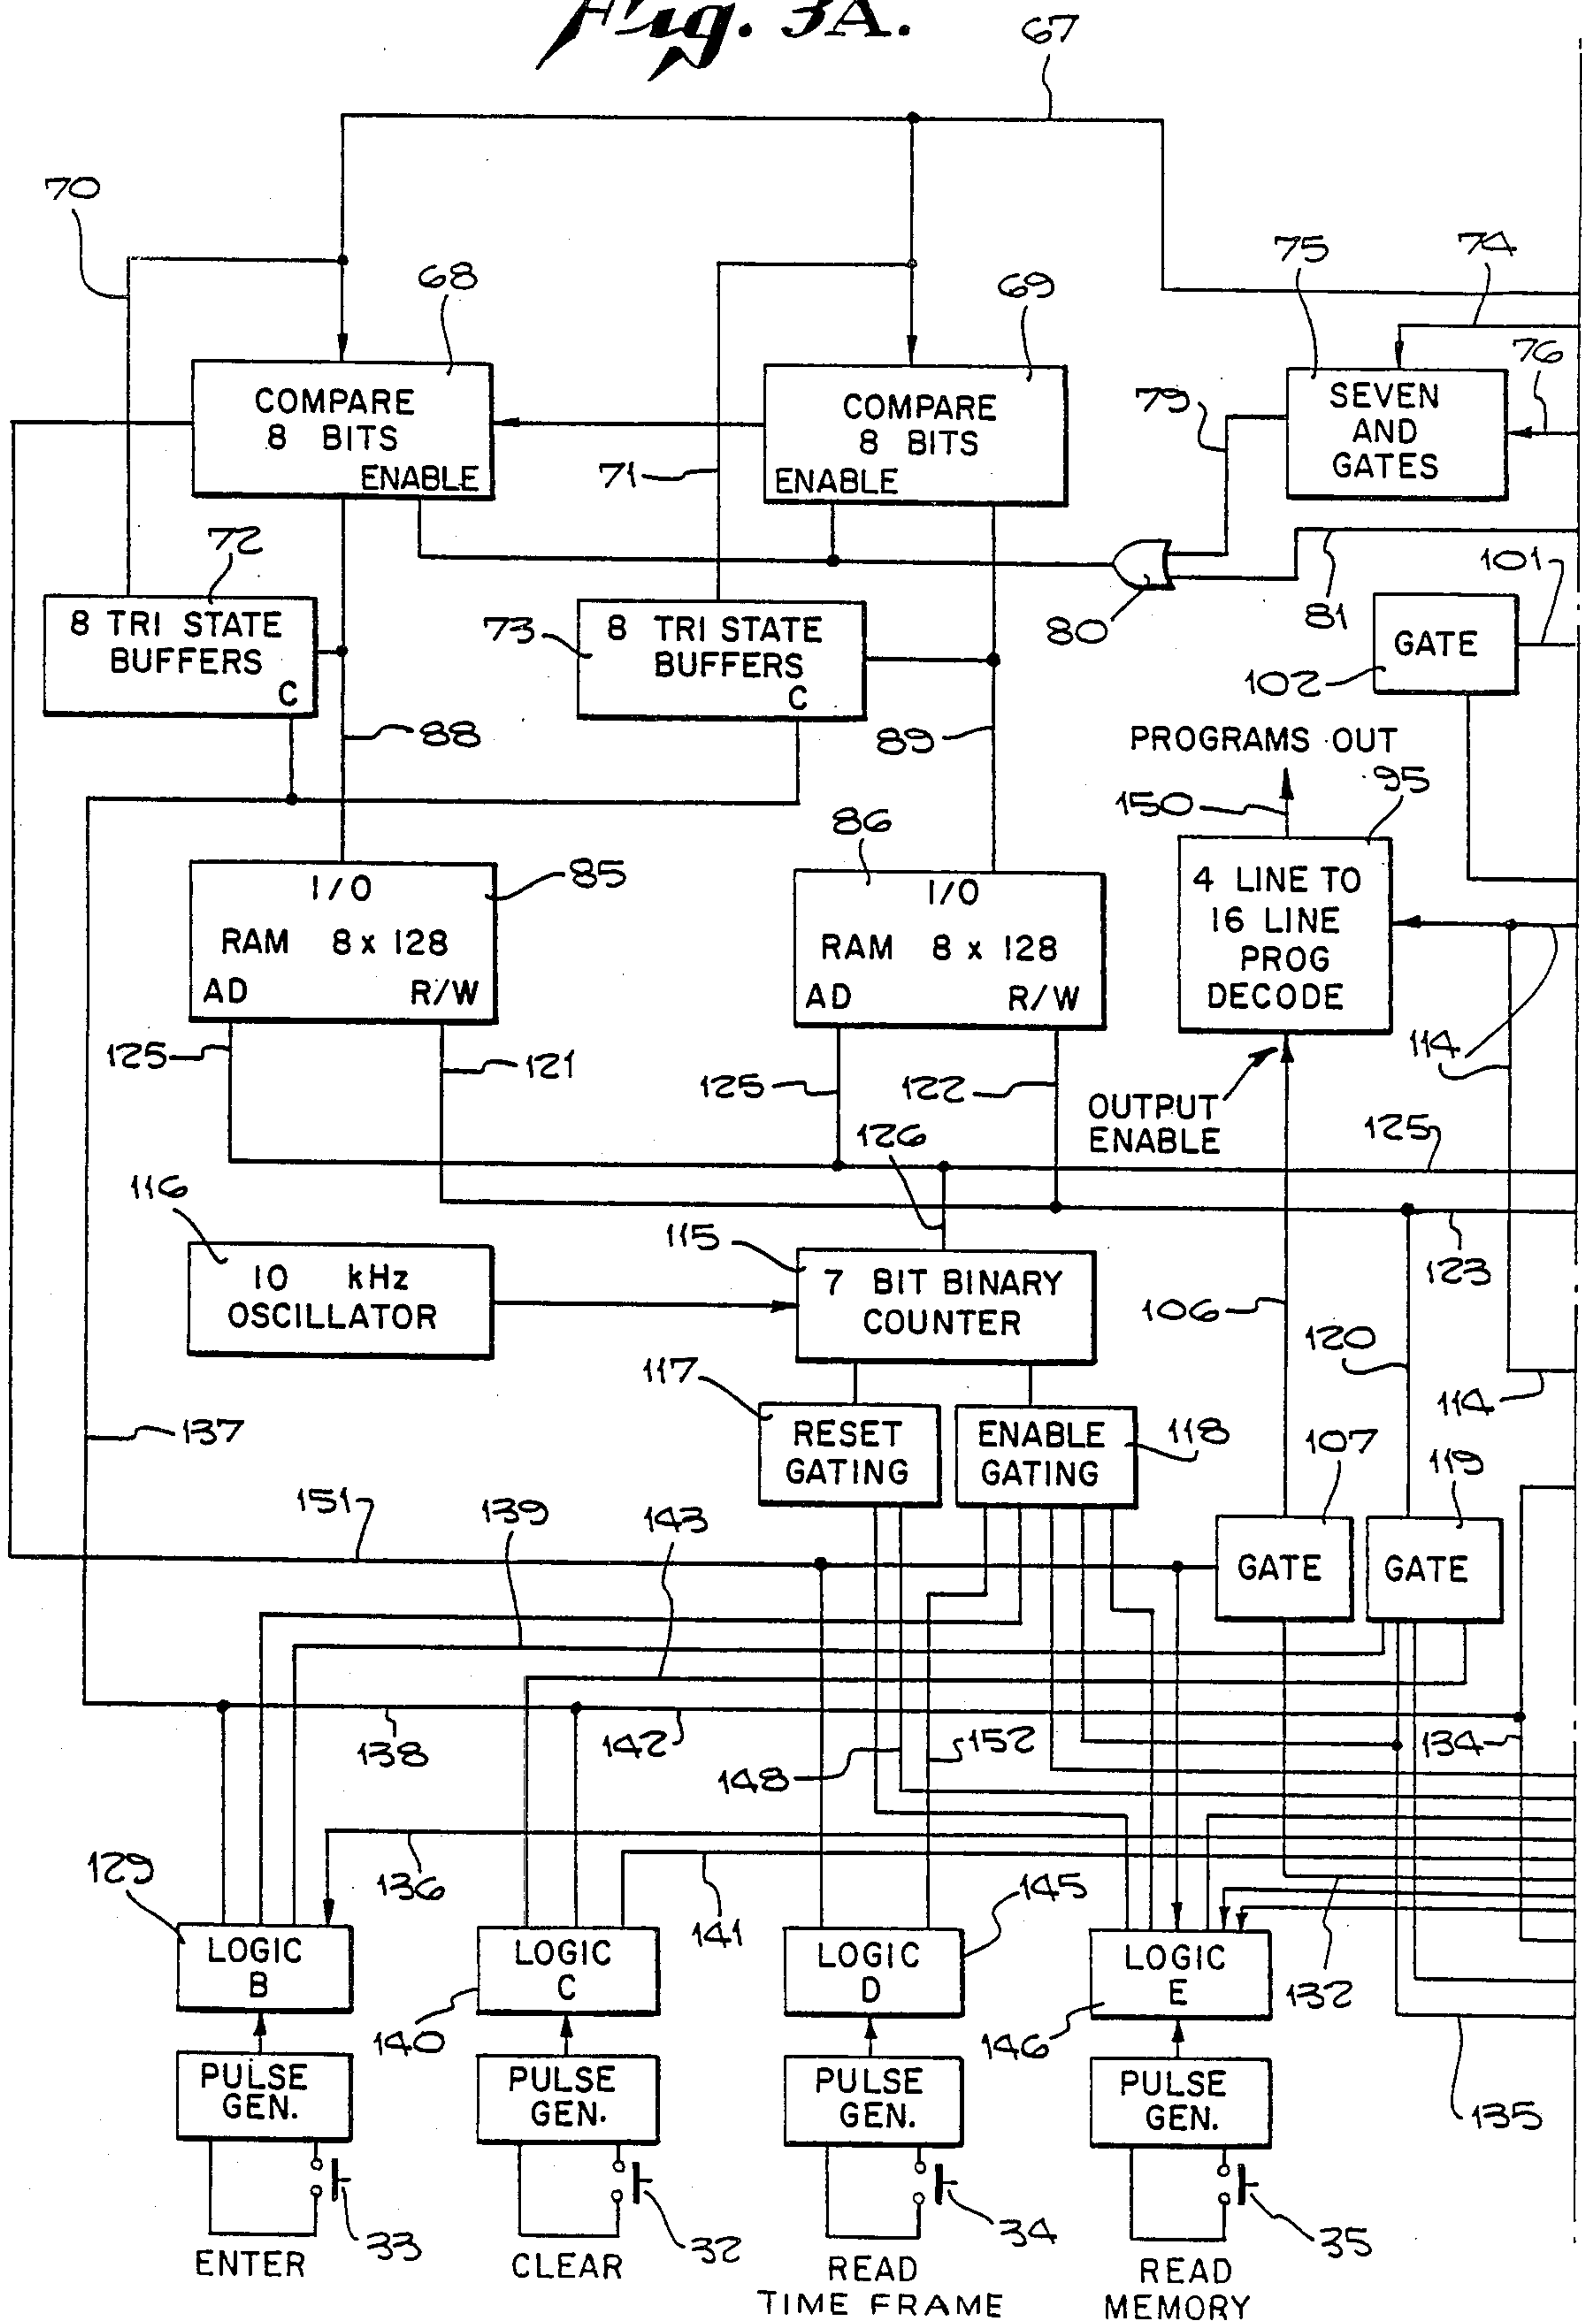 Fig. 3A.
67
70
68
69
75
74
76
COMPARE
8 BITS
ENABLE
COMPARE
8 BITS
ENABLE
SEVEN
AND
GATES
79
71
72
8 TRI STATE
BUFFERS
C
73
8 TRI STATE
BUFFERS
C
80
81
101
GATE
102
88
89
PROGRAMS OUT
150
95
86
85
I/O
RAM 8 x 128
AD R/W
I/O
RAM 8 x 128
AD R/W
4 LINE TO
16 LINE
PROG
DECODE
125
121
125
122
114
OUTPUT
ENABLE
126
125
116
115
10 kHz
OSCILLATOR
7 BIT BINARY
COUNTER
123
106
120
117
114
137
RESET
GATING
ENABLE
GATING
118
107
119
151
139
143
GATE
GATE
138
142
148
152
134
129
136
141
145
LOGIC
B
LOGIC
C
LOGIC
D
LOGIC
E
140
146
132
PULSE
GEN.
PULSE
GEN.
PULSE
GEN.
PULSE
GEN.
135
33
32
34
35
ENTER
CLEAR
READ
TIME FRAME
READ
MEMORY